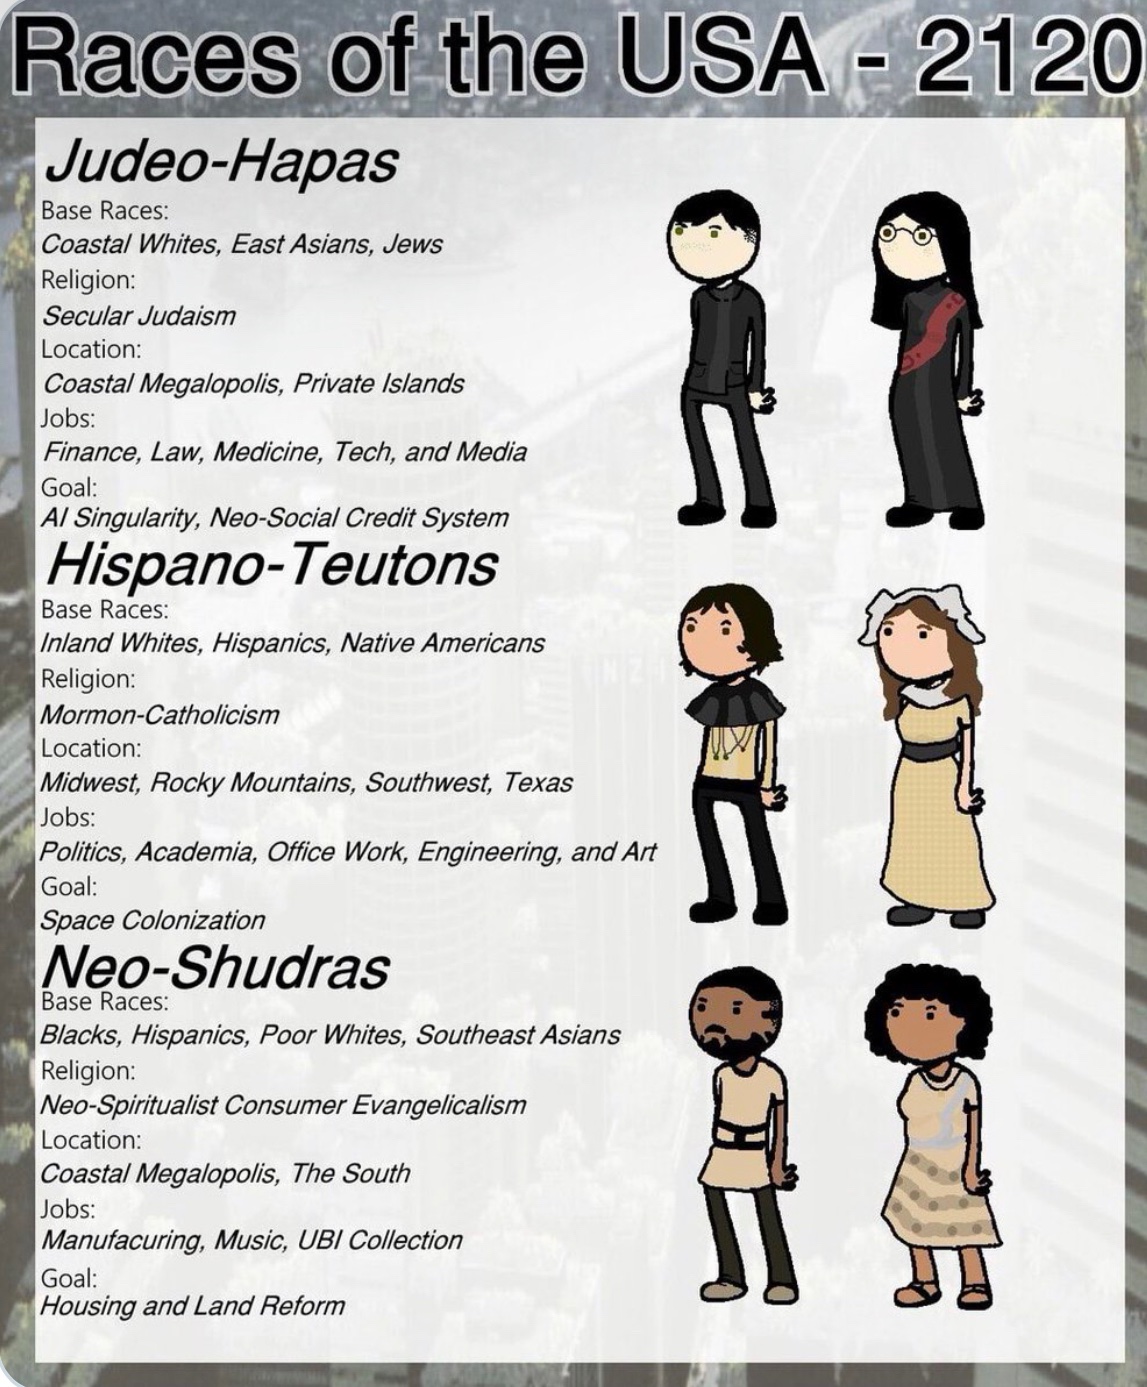 Races of the USA - 2120
Judeo-Hapas
Base Races:
Coastal Whites, East Asians, Jews
Religion:
Secular Judaism
Location:
Coastal Megalopolis, Private Islands
Jobs:
Finance, Law, Medicine, Tech, and Media
Goal:
AI Singularity, Neo-Social Credit System
Hispano-Teutons
Base Races:
Inland Whites, Hispanics, Native Americans
Religion:
Mormon-Catholicism
Location:
Midwest, Rocky Mountains, Southwest, Texas
Jobs:
Politics, Academia, Office Work, Engineering, and Art
Goal:
Space Colonization
Neo-Shudras
Base Races:
Blacks, Hispanics, Poor Whites, Southeast Asians
Religion:
Neo-Spiritualist Consumer Evangelicalism
Location:
Coastal Megalopolis, The South
Jobs:
Manufacuring, Music, UBI Collection
Goal:
Housing and Land Reform